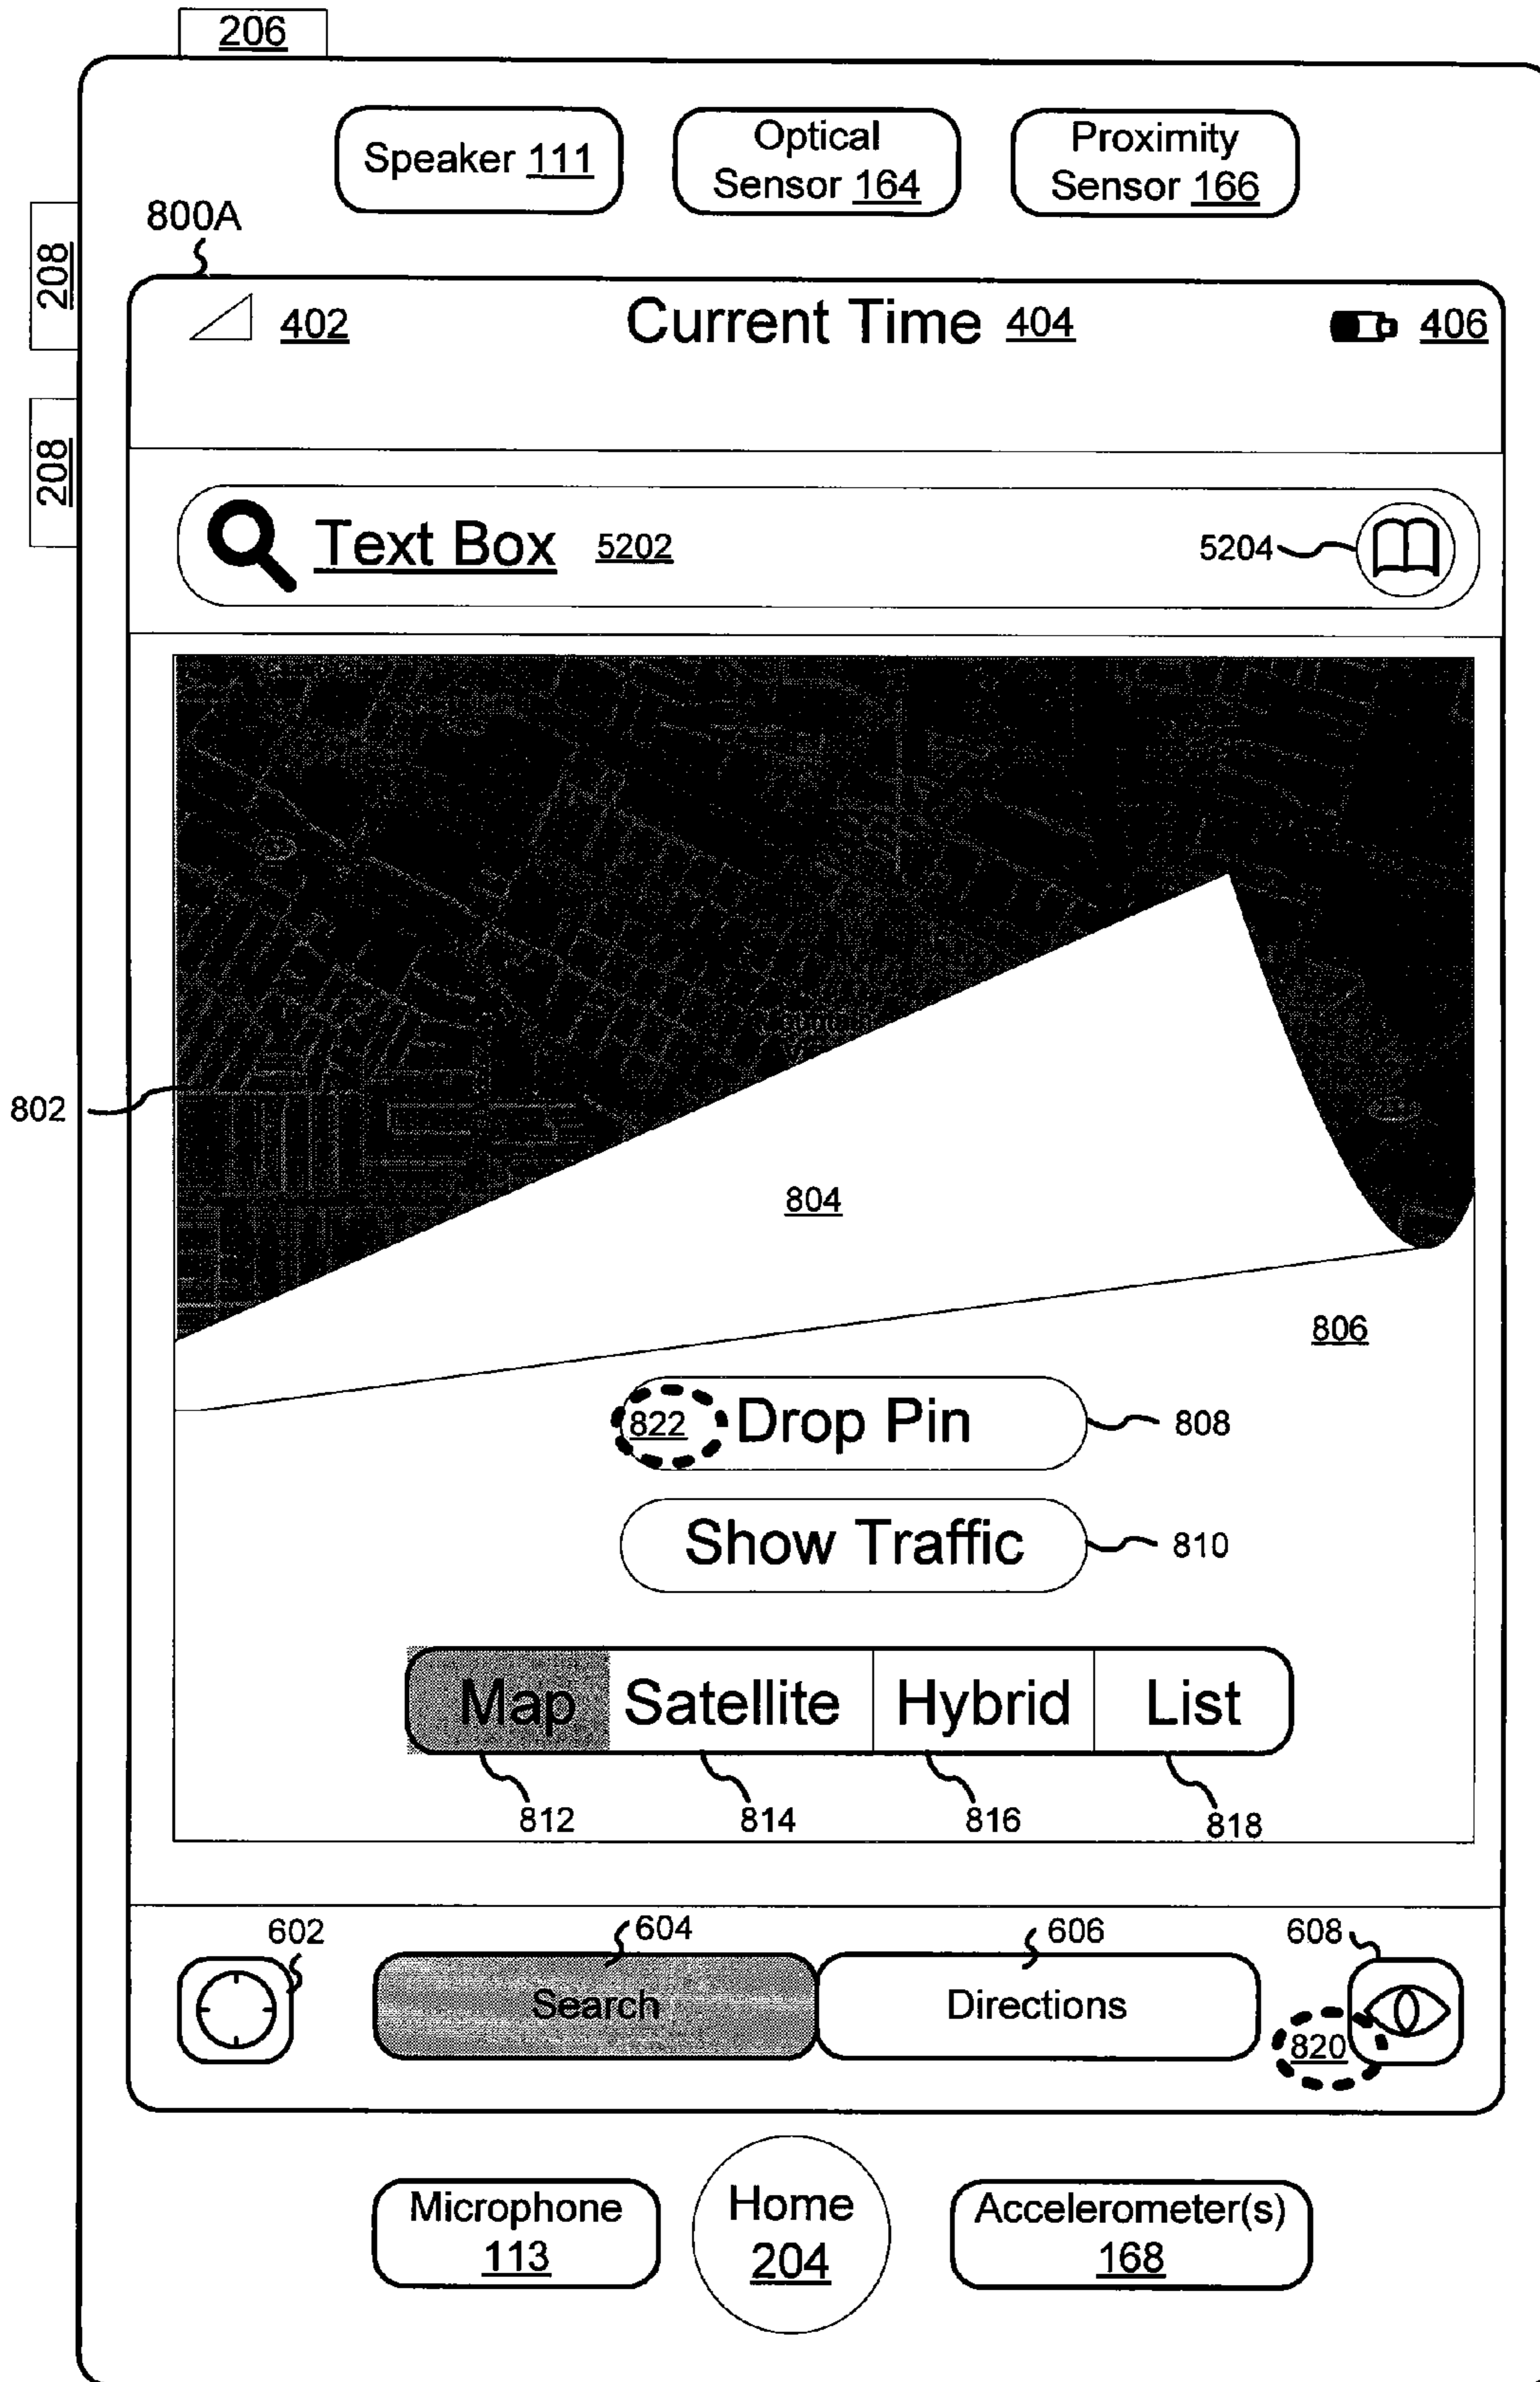 206
Speaker 111
Optical
Sensor 164
Proximity
Sensor 166
208
800A
402
Current Time 404
406
208
Text Box 5202
5204
802
804
806
822 Drop Pin
808
Show Traffic
810
Map
Satellite
Hybrid
List
812
814
816
818
602
604
606
608
Search
Directions
820
Microphone
113
Home
204
Accelerometer(s)
168